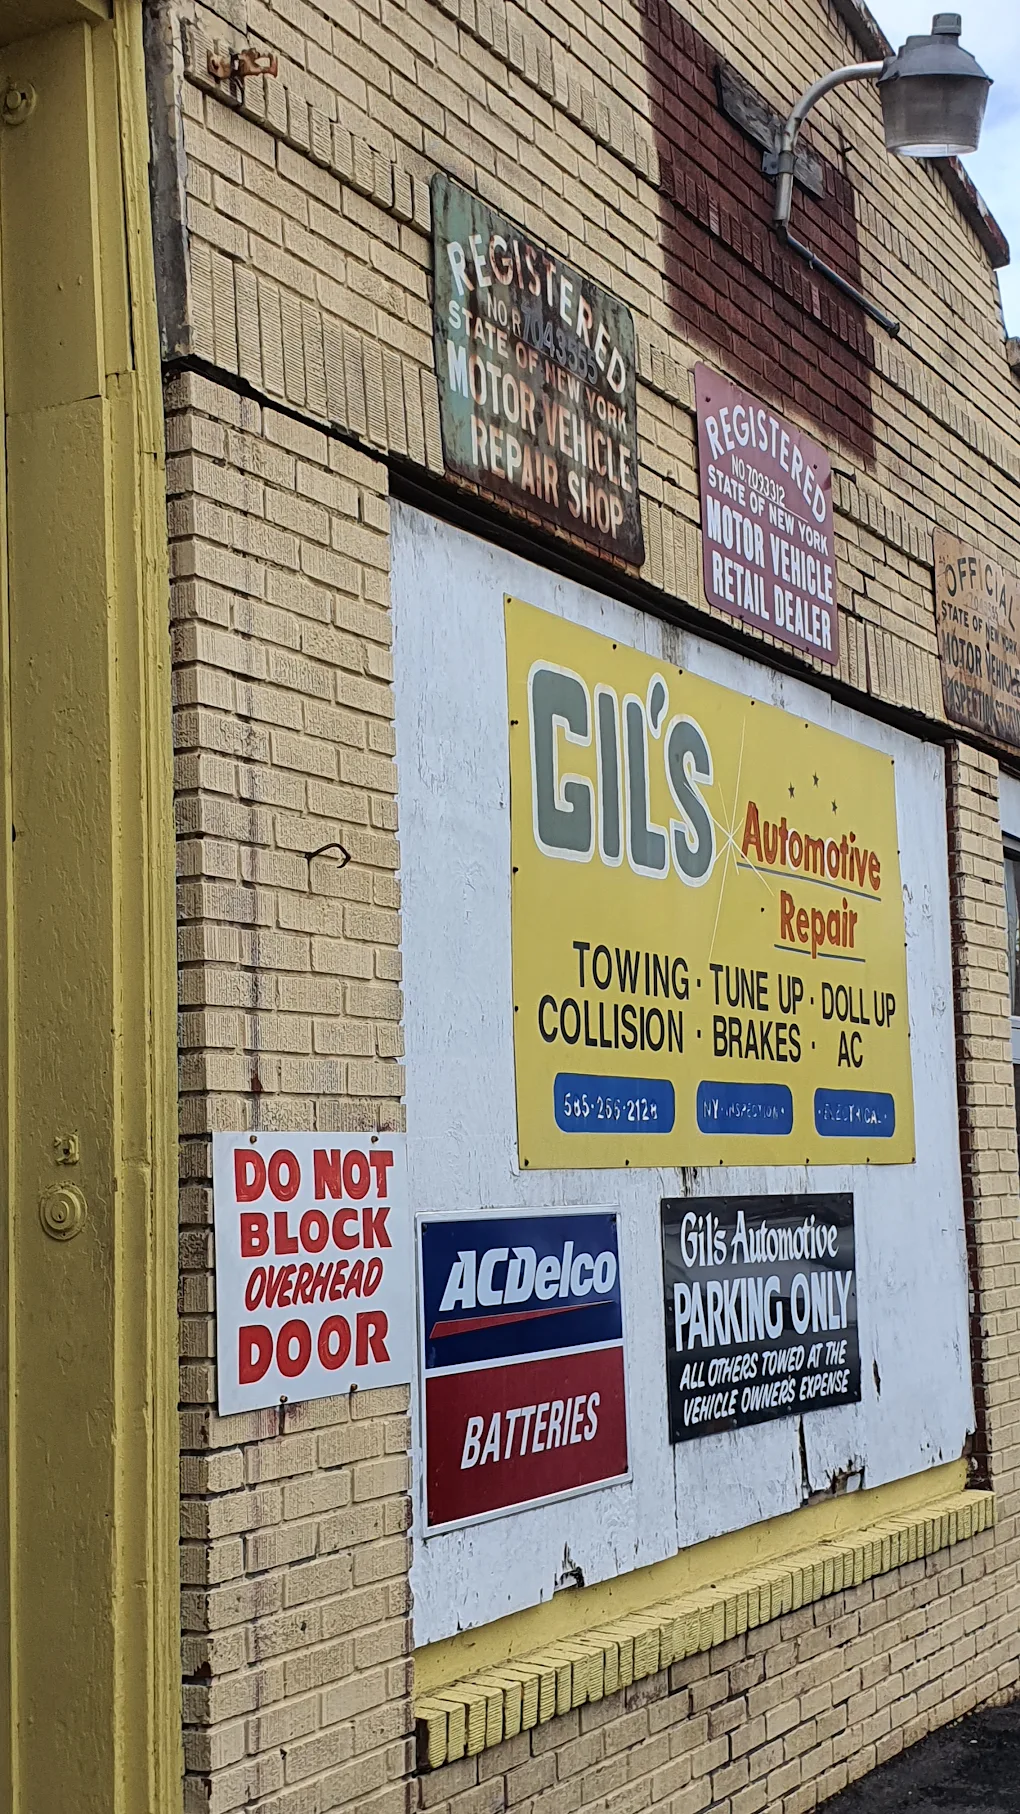 REGISTERED
NO R 7043555
STATE OF NEW YORK
MOTOR VEHICLE
REPAIR SHOP
REGISTERED
NO. 7093312
STATE OF NEW YORK
MOTOR VEHICLE
RETAIL DEALER
OFFICIAL
STATE OF NEW YORK
MOTOR VEHICLE
GIL'S
Automotive
Repair
TOWING · TUNE UP · DOLL UP
COLLISION · BRAKES · AC
NY·INSPECTION· ·ELECTRICAL·
DO NOT
BLOCK
OVERHEAD
DOOR
ACDelco
BATTERIES
Gil's Automotive
PARKING ONLY
ALL OTHERS TOWED AT THE
VEHICLE OWNER'S EXPENSE